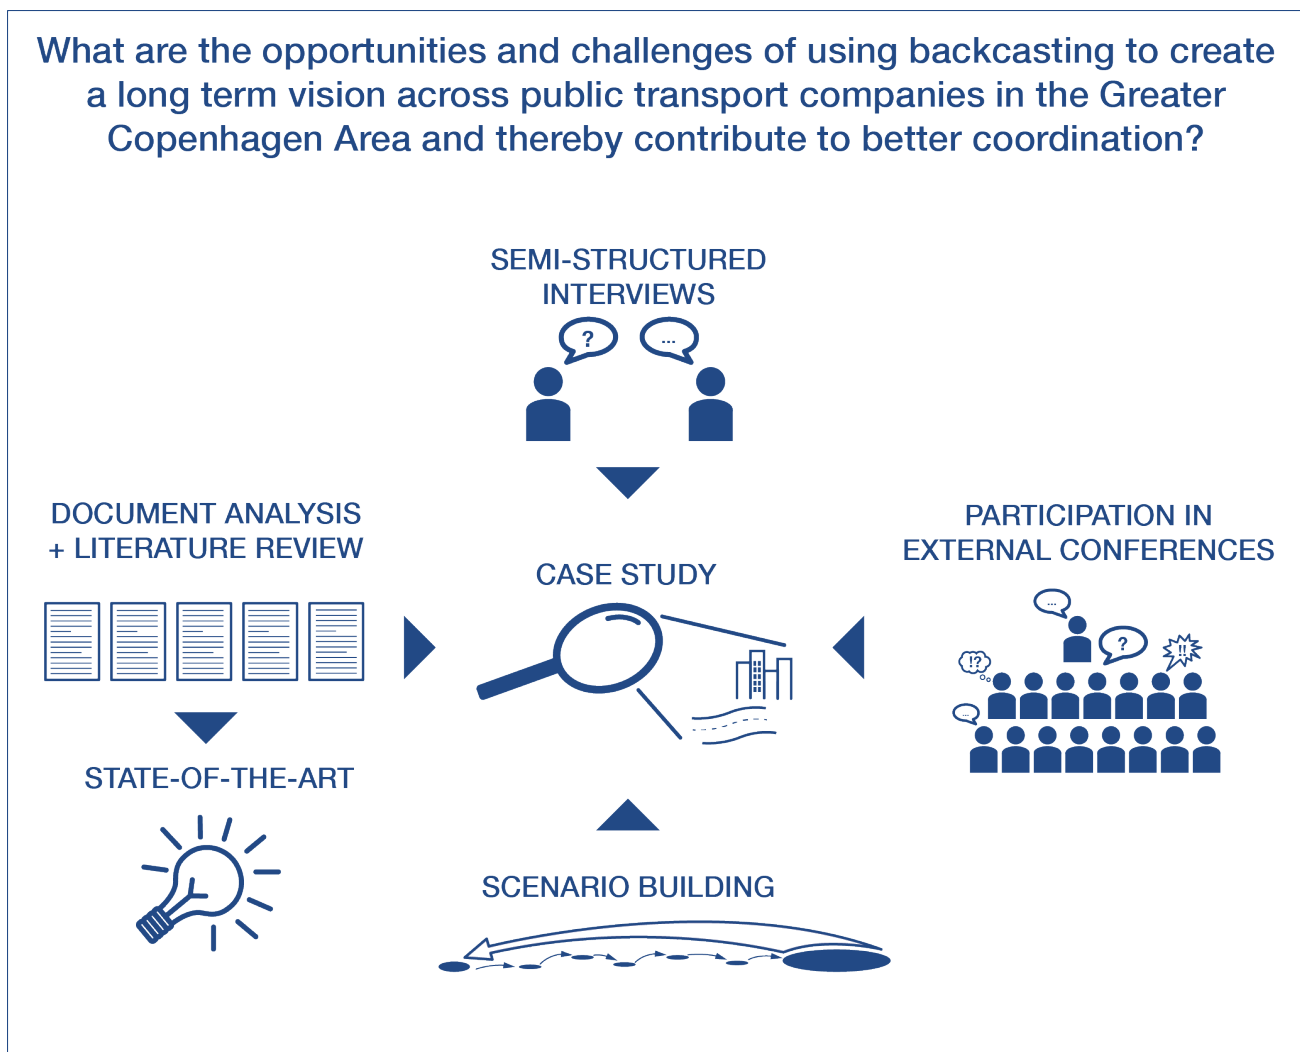 What are the opportunities and challenges of using backcasting to create
a long term vision across public transport companies in the Greater
Copenhagen Area and thereby contribute to better coordination?
SEMI-STRUCTURED
INTERVIEWS
?
...
DOCUMENT ANALYSIS
+ LITERATURE REVIEW
CASE STUDY
PARTICIPATION IN
EXTERNAL CONFERENCES
...
?
!!
!?
...
STATE-OF-THE-ART
SCENARIO BUILDING